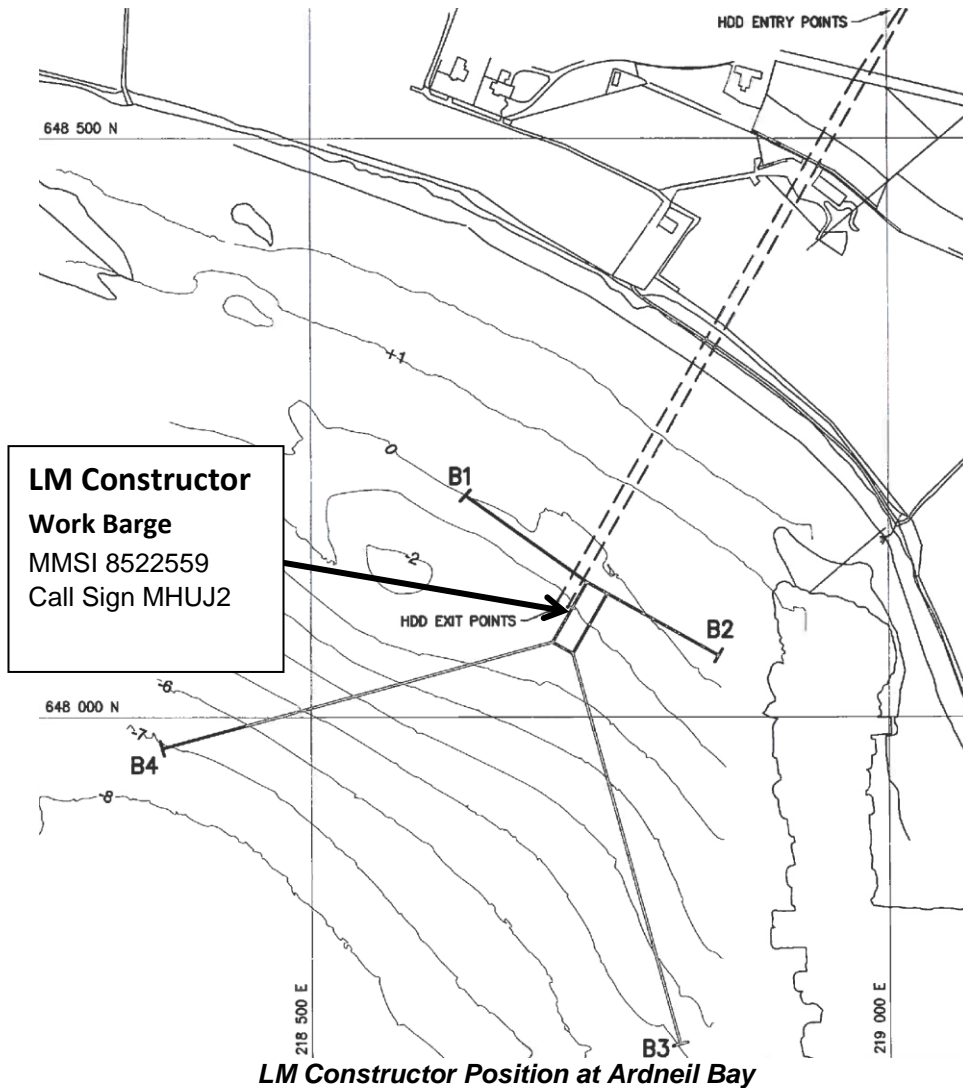 HDD ENTRY POINTS
648 500 N
+1
0
B1
LM Constructor
Work Barge
MMSI 8522559
Call Sign MHUJ2
-2
HDD EXIT POINTS
B2
-6
648 000 N
-7
B4
-8
218 500 E
219 000 E
B3
LM Constructor Position at Ardneil Bay